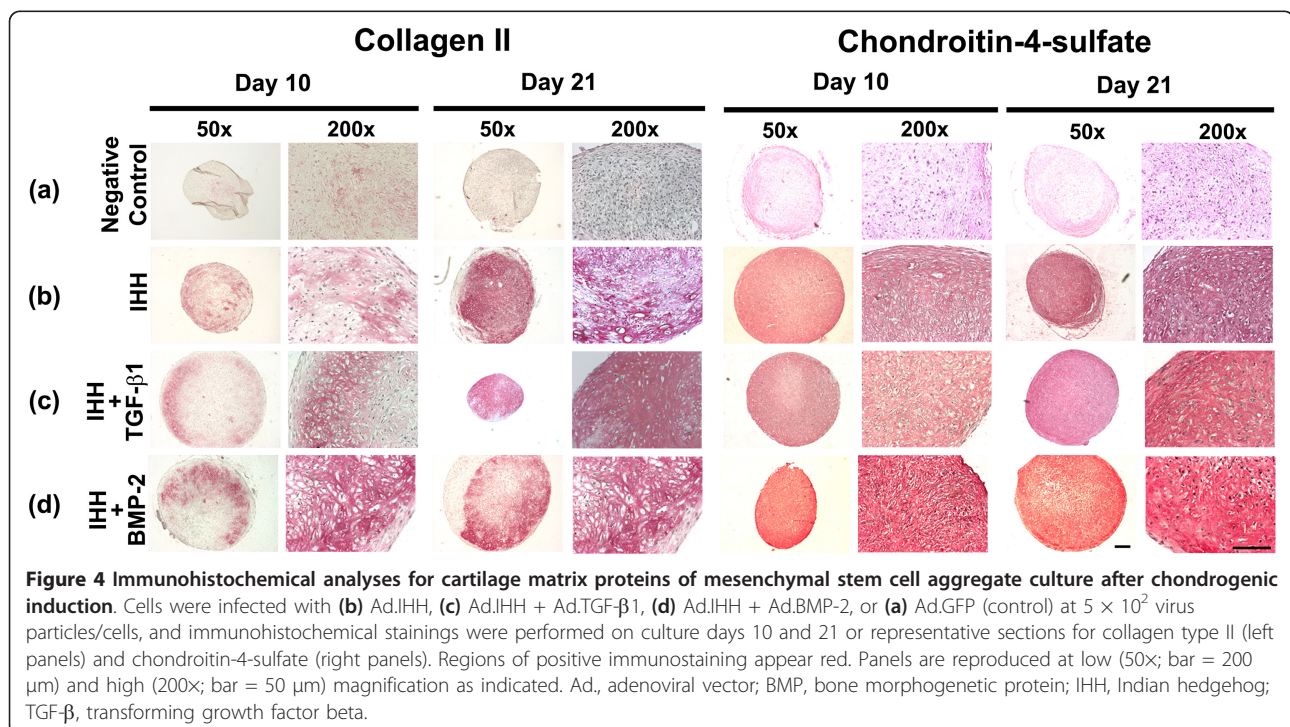 Collagen II Chondroitin-4-sulfate
Day 10 Day 21 Day 10 Day 21
50x 200x 50x 200x 50x 200x 50x 200x
(a) Negative Control
(b) IHH
(c) IHH + TGF-β1
(d) IHH + BMP-2
Figure 4 Immunohistochemical analyses for cartilage matrix proteins of mesenchymal stem cell aggregate culture after chondrogenic
induction. Cells were infected with (b) Ad.IHH, (c) Ad.IHH + Ad.TGF-β1, (d) Ad.IHH + Ad.BMP-2, or (a) Ad.GFP (control) at 5 × 10² virus
particles/cells, and immunohistochemical stainings were performed on culture days 10 and 21 or representative sections for collagen type II (left
panels) and chondroitin-4-sulfate (right panels). Regions of positive immunostaining appear red. Panels are reproduced at low (50×; bar = 200
μm) and high (200×; bar = 50 μm) magnification as indicated. Ad., adenoviral vector; BMP, bone morphogenetic protein; IHH, Indian hedgehog;
TGF-β, transforming growth factor beta.